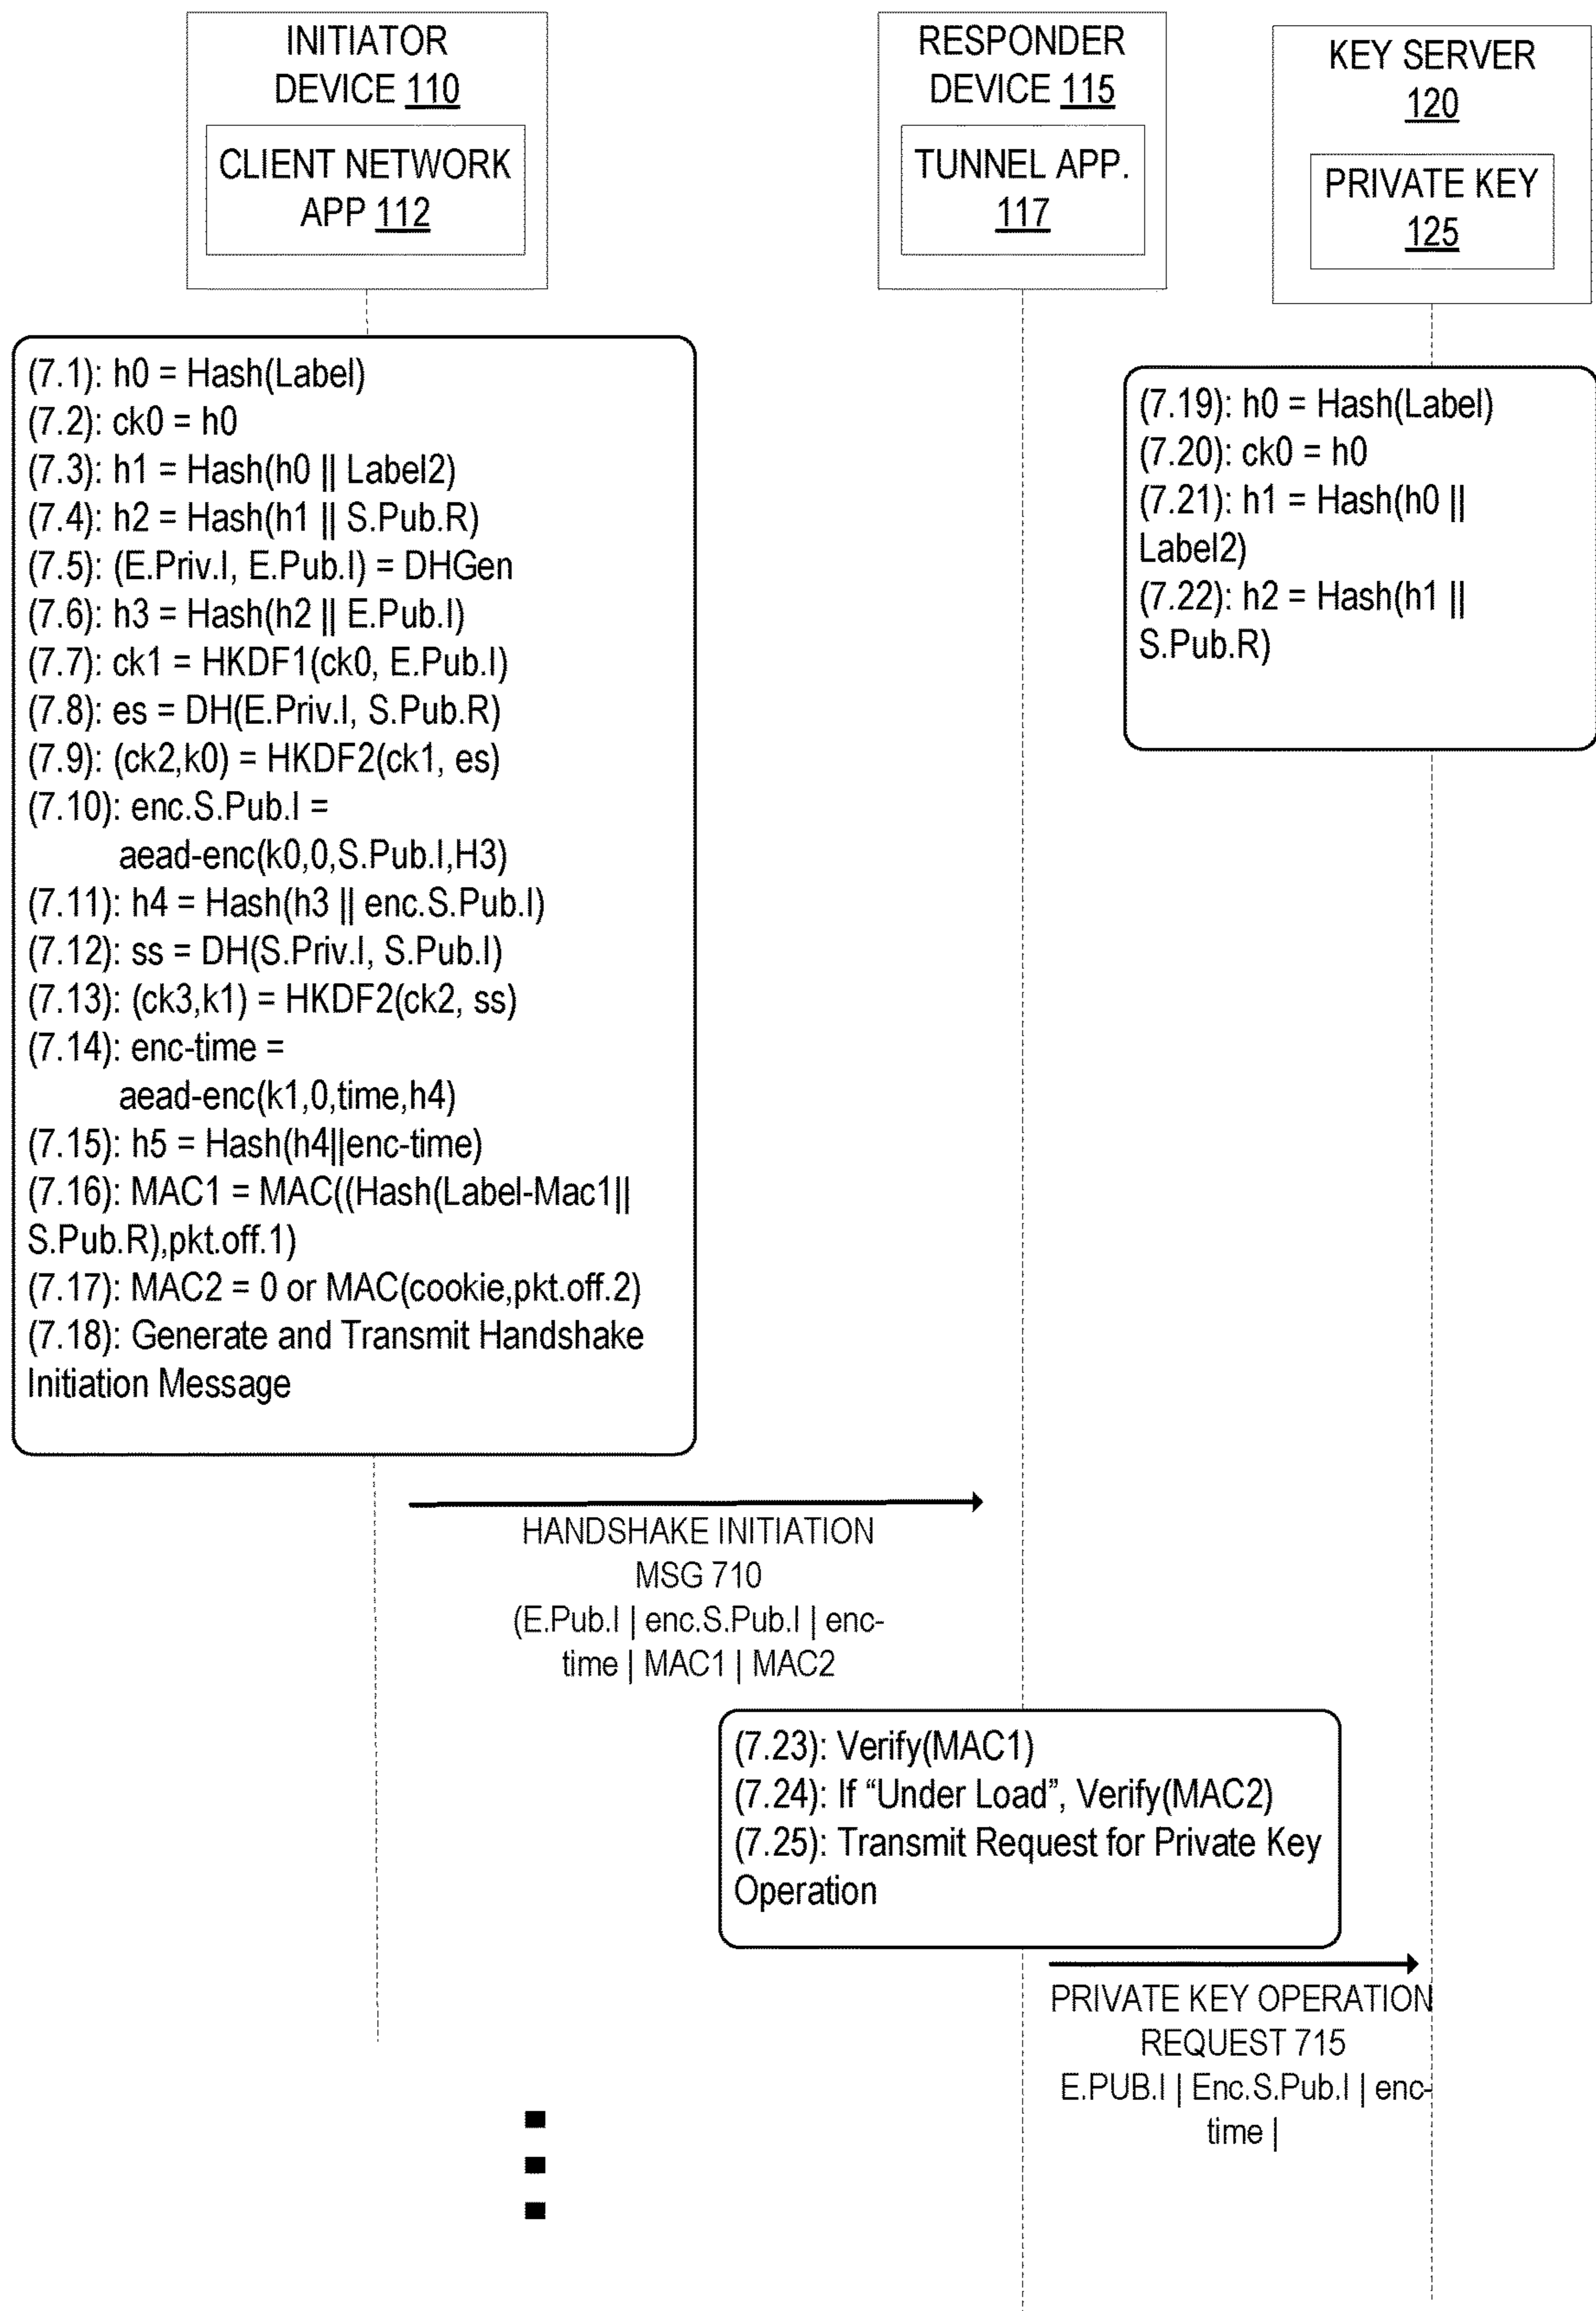 INITIATOR
DEVICE 110
CLIENT NETWORK
APP 112
RESPONDER
DEVICE 115
TUNNEL APP.
117
KEY SERVER
120
PRIVATE KEY
125
(7.1): h0 = Hash(Label)
(7.2): ck0 = h0
(7.3): h1 = Hash(h0 || Label2)
(7.4): h2 = Hash(h1 || S.Pub.R)
(7.5): (E.Priv.I, E.Pub.I) = DHGen
(7.6): h3 = Hash(h2 || E.Pub.I)
(7.7): ck1 = HKDF1(ck0, E.Pub.I)
(7.8): es = DH(E.Priv.I, S.Pub.R)
(7.9): (ck2,k0) = HKDF2(ck1, es)
(7.10): enc.S.Pub.I =
aead-enc(k0,0,S.Pub.I,H3)
(7.11): h4 = Hash(h3 || enc.S.Pub.I)
(7.12): ss = DH(S.Priv.I, S.Pub.I)
(7.13): (ck3,k1) = HKDF2(ck2, ss)
(7.14): enc-time =
aead-enc(k1,0,time,h4)
(7.15): h5 = Hash(h4||enc-time)
(7.16): MAC1 = MAC((Hash(Label-Mac1||
S.Pub.R),pkt.off.1)
(7.17): MAC2 = 0 or MAC(cookie,pkt.off.2)
(7.18): Generate and Transmit Handshake
Initiation Message
(7.19): h0 = Hash(Label)
(7.20): ck0 = h0
(7.21): h1 = Hash(h0 ||
Label2)
(7.22): h2 = Hash(h1 ||
S.Pub.R)
HANDSHAKE INITIATION
MSG 710
(E.Pub.I | enc.S.Pub.I | enc-
time | MAC1 | MAC2
(7.23): Verify(MAC1)
(7.24): If “Under Load”, Verify(MAC2)
(7.25): Transmit Request for Private Key
Operation
PRIVATE KEY OPERATION
REQUEST 715
E.PUB.I | Enc.S.Pub.I | enc-
time |